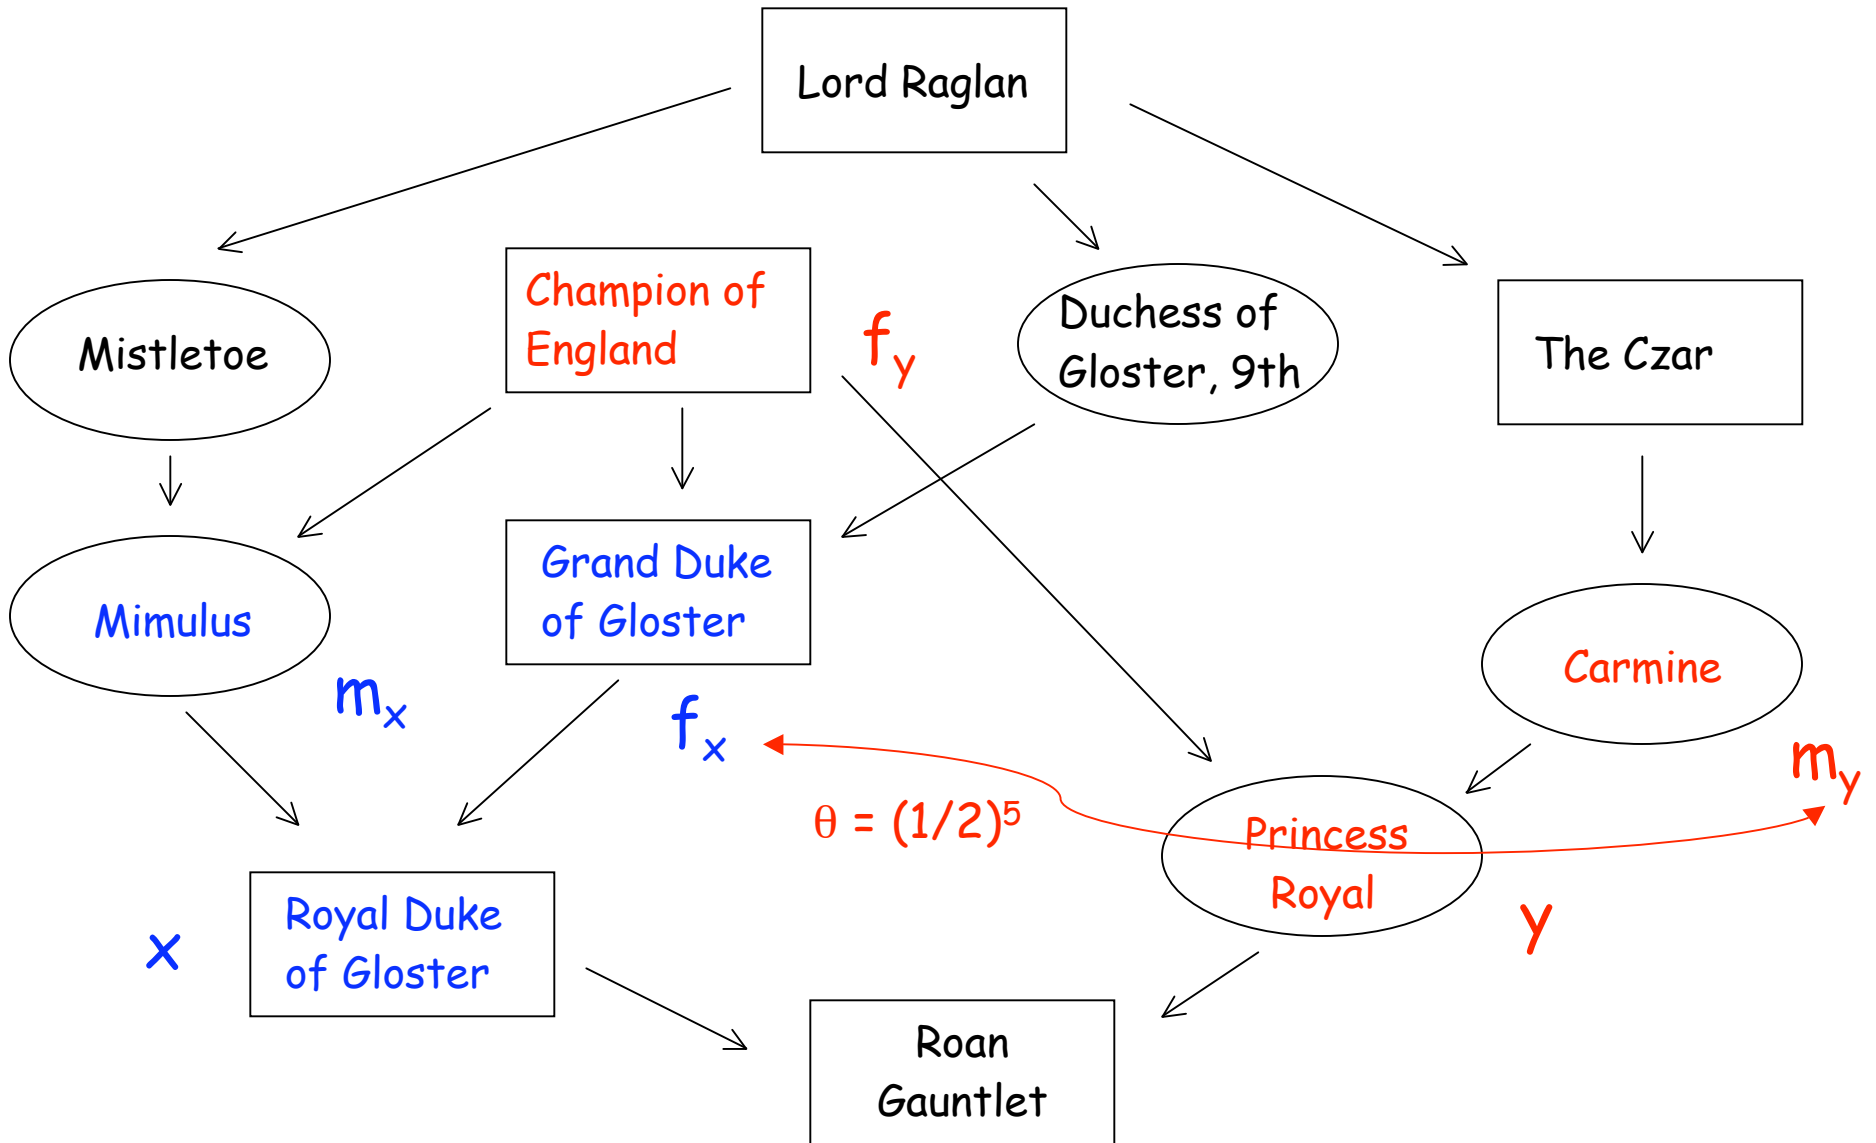 Lord Raglan
Mistletoe
Champion of
England
f_y
Duchess of
Gloster, 9th
The Czar
Mimulus
m_x
Grand Duke
of Gloster
f_x
Carmine
m_y
θ = (1/2)⁵
Princess
Royal
y
x
Royal Duke
of Gloster
Roan
Gauntlet